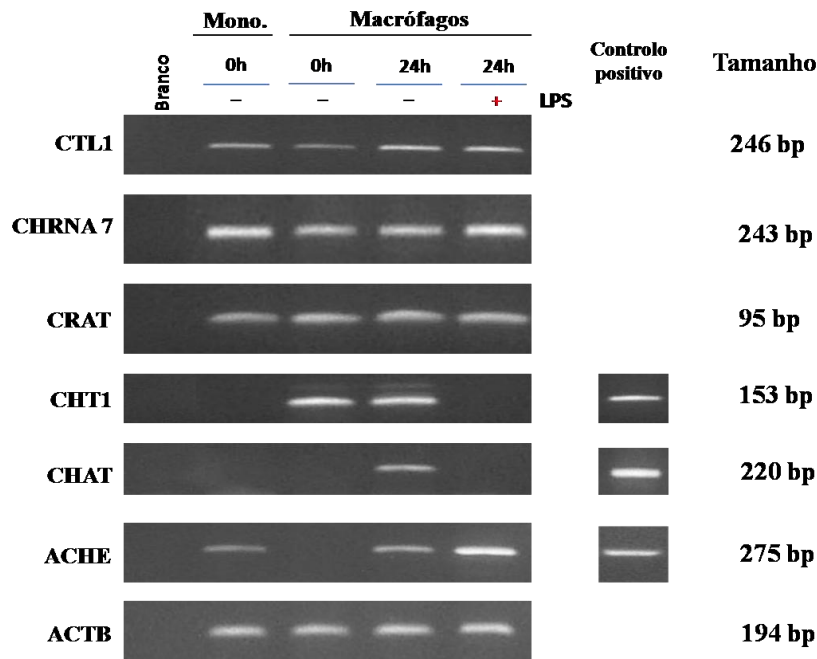 Mono. Macrófagos
Branco 0h 0h 24h 24h Controlo positivo Tamanho
− − − + LPS
CTL1 246 bp
CHRNA 7 243 bp
CRAT 95 bp
CHT1 153 bp
CHAT 220 bp
ACHE 275 bp
ACTB 194 bp